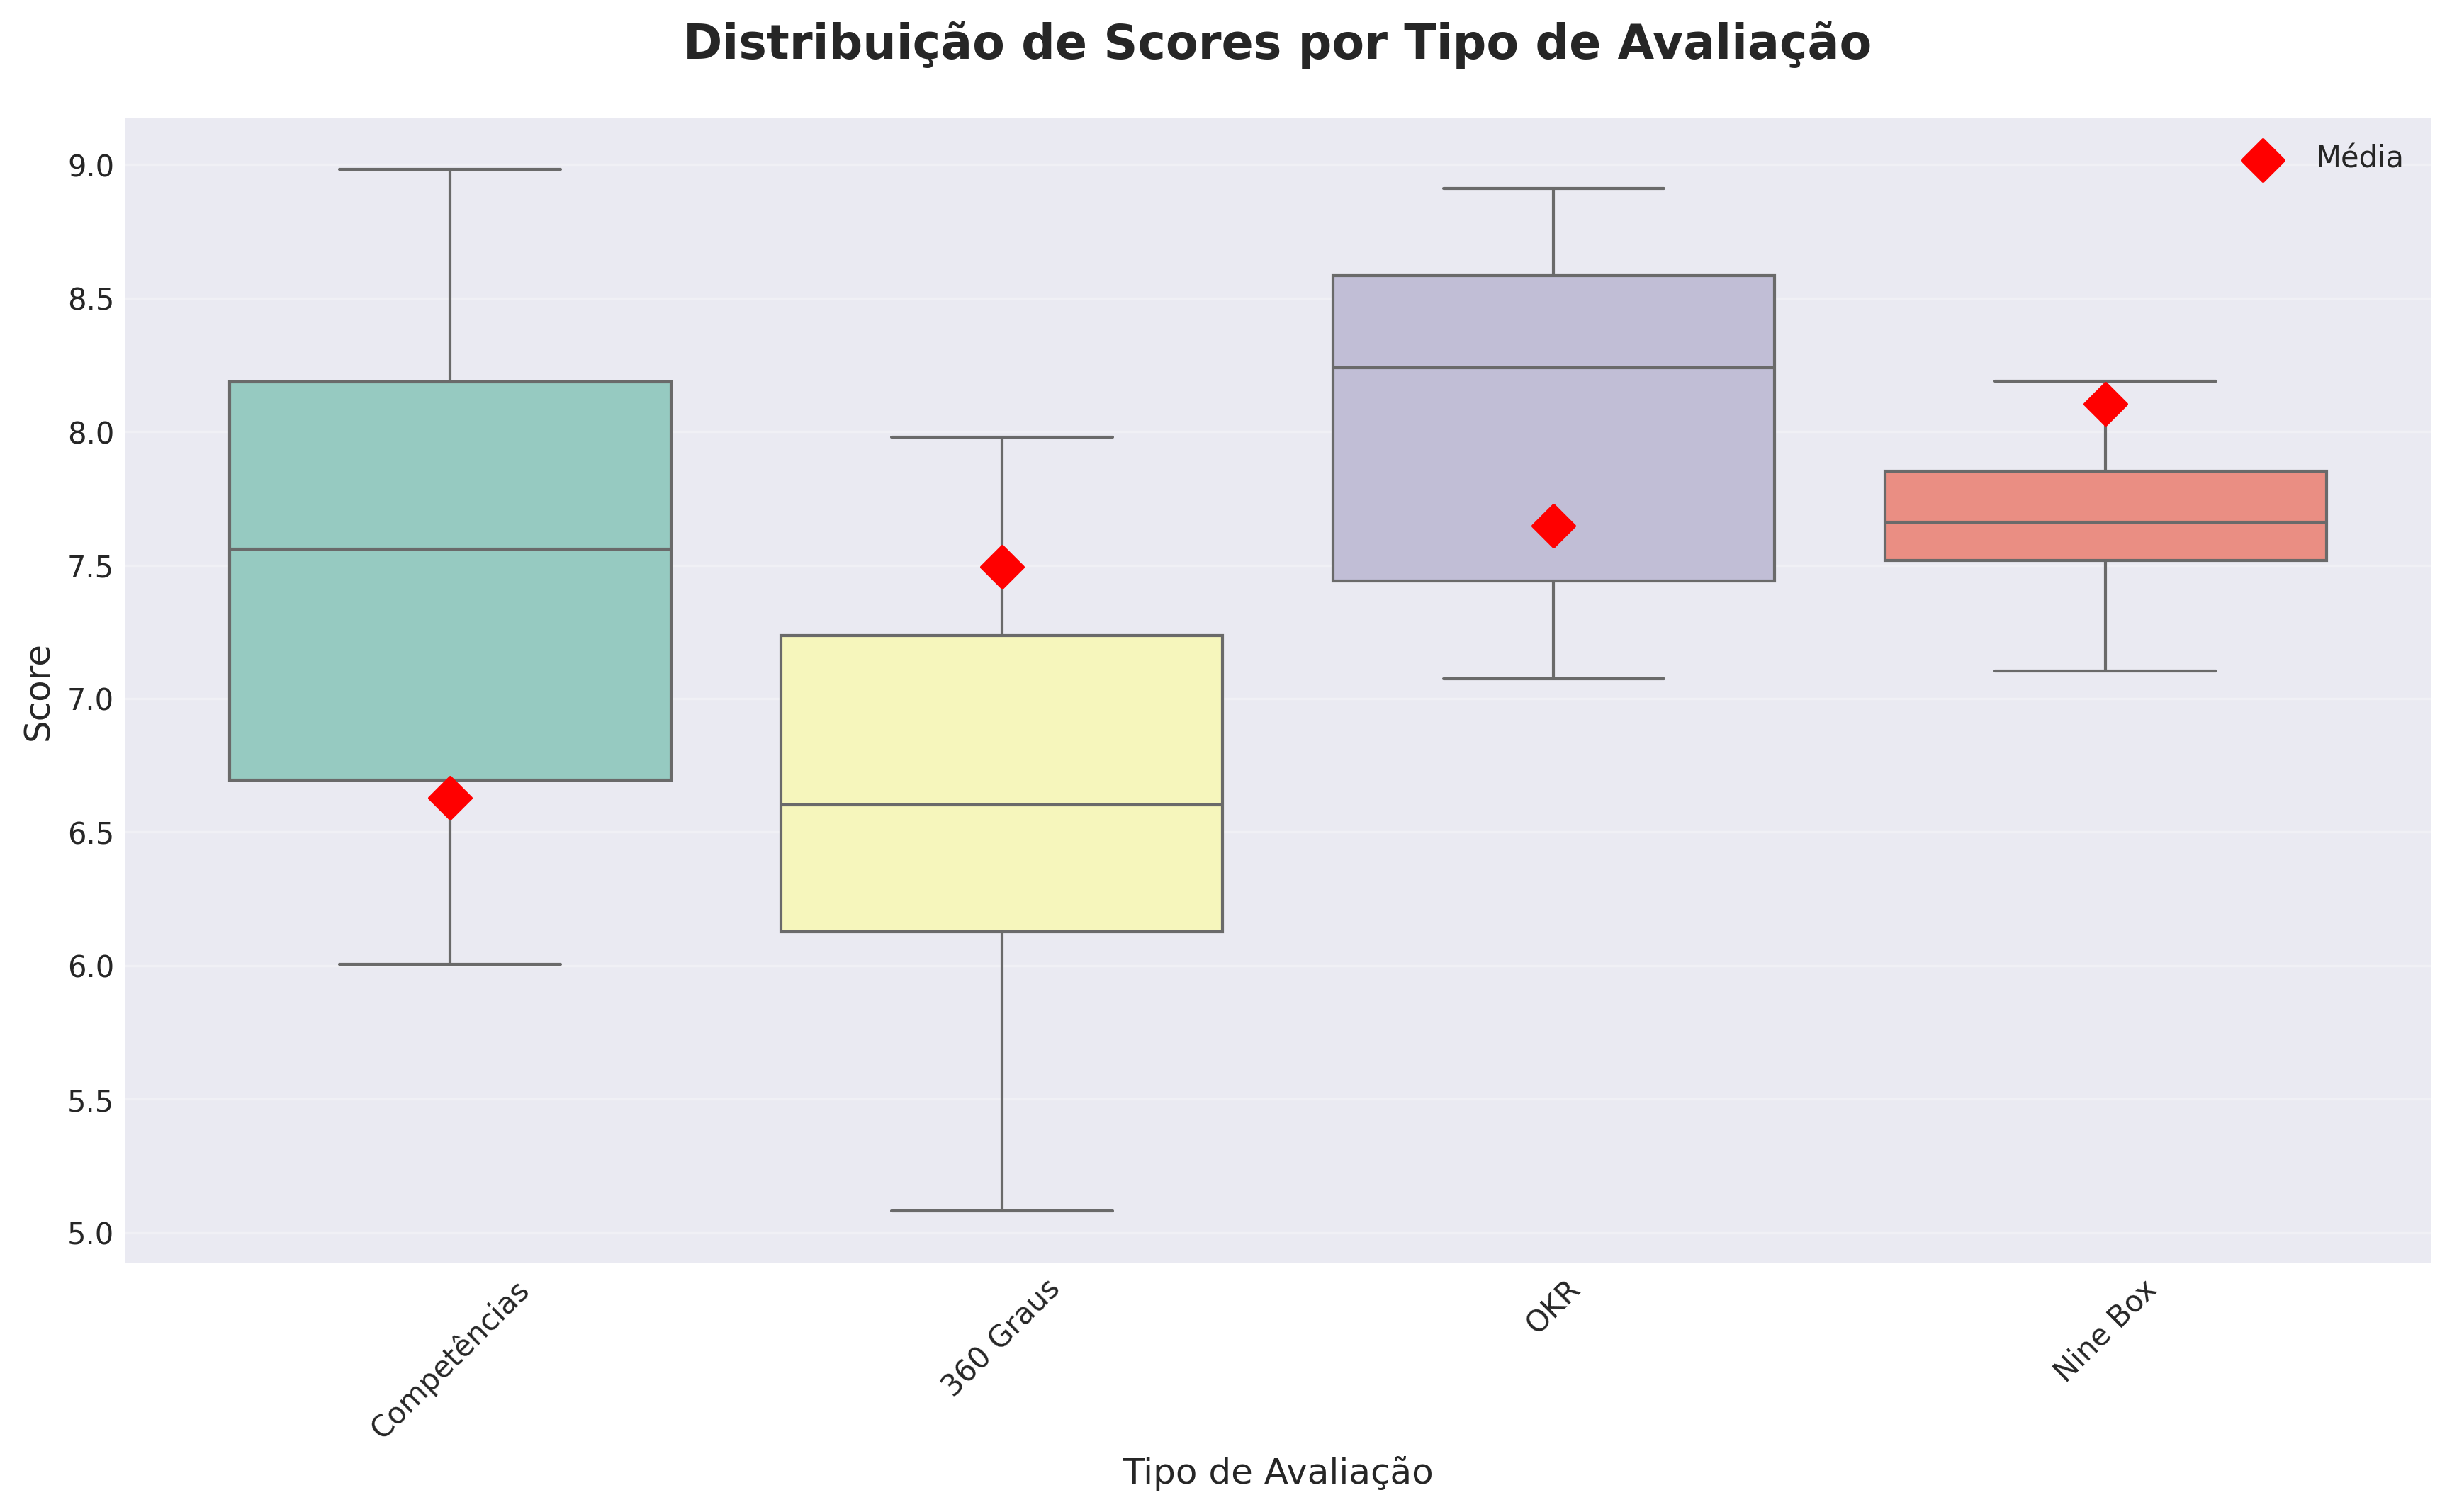 Distribuição de Scores por Tipo de Avaliação
Média
Score
9.0
8.5
8.0
7.5
7.0
6.5
6.0
5.5
5.0
Competências
360 Graus
OKR
Nine Box
Tipo de Avaliação